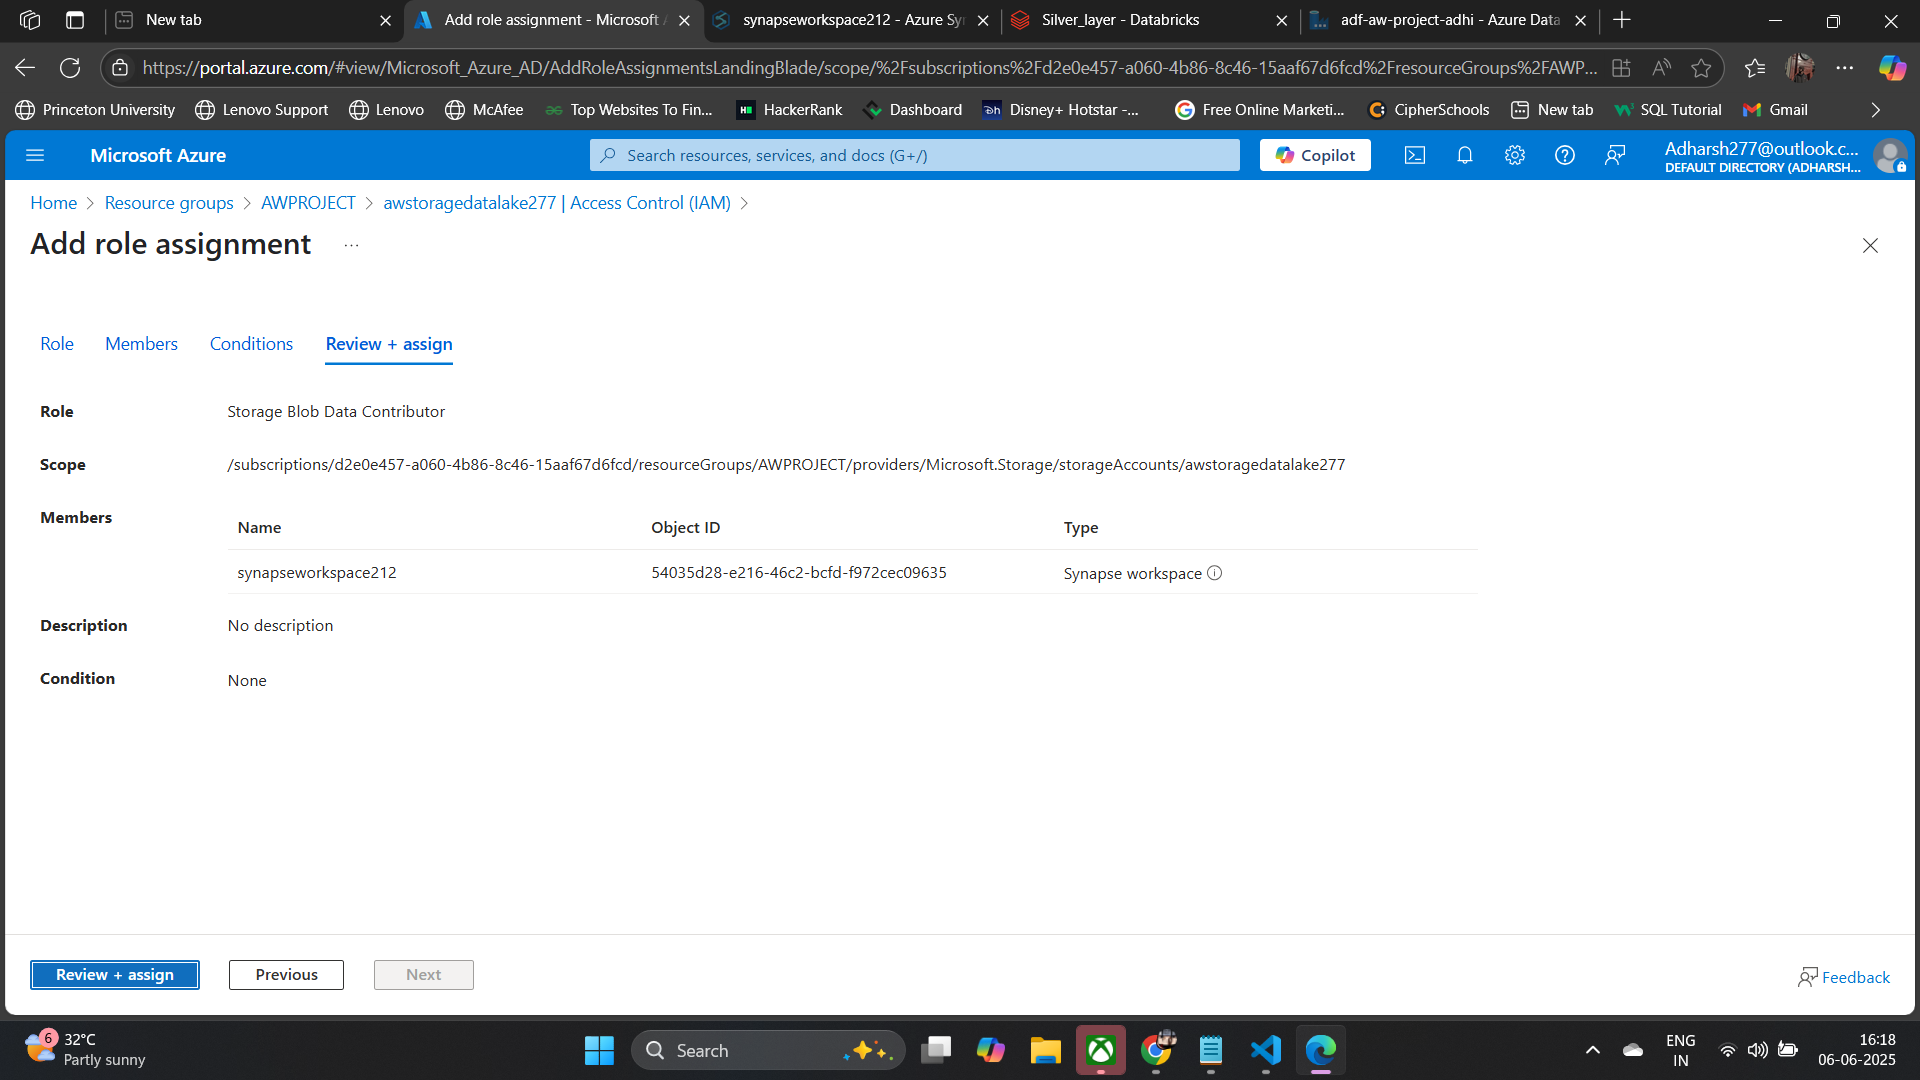 New tab
Add role assignment - Microsoft A
synapseworkspace212 - Azure Syn
Silver_layer - Databricks
adf-aw-project-adhi - Azure Data
https://portal.azure.com/#view/Microsoft_Azure_AD/AddRoleAssignmentsLandingBlade/scope/%2Fsubscriptions%2Fd2e0e457-a060-4b86-8c46-15aaf67d6fcd%2FresourceGroups%2FAWP...
Princeton University
Lenovo Support
Lenovo
McAfee
Top Websites To Fin...
HackerRank
Dashboard
Disney+ Hotstar -...
Free Online Marketi...
CipherSchools
New tab
SQL Tutorial
Gmail
Microsoft Azure
Search resources, services, and docs (G+/)
Copilot
Adharsh277@outlook.c...
DEFAULT DIRECTORY (ADHARSH...
Home > Resource groups > AWPROJECT > awstoragedatalake277 | Access Control (IAM) >
Add role assignment ...
Role Members Conditions Review + assign
Role Storage Blob Data Contributor
Scope /subscriptions/d2e0e457-a060-4b86-8c46-15aaf67d6fcd/resourceGroups/AWPROJECT/providers/Microsoft.Storage/storageAccounts/awstoragedatalake277
Members
Name Object ID Type
synapseworkspace212 54035d28-e216-46c2-bcfd-f972cec09635 Synapse workspace
Description No description
Condition None
Review + assign Previous Next
Feedback
6
32°C
Partly sunny
Search
ENG
IN
16:18
06-06-2025